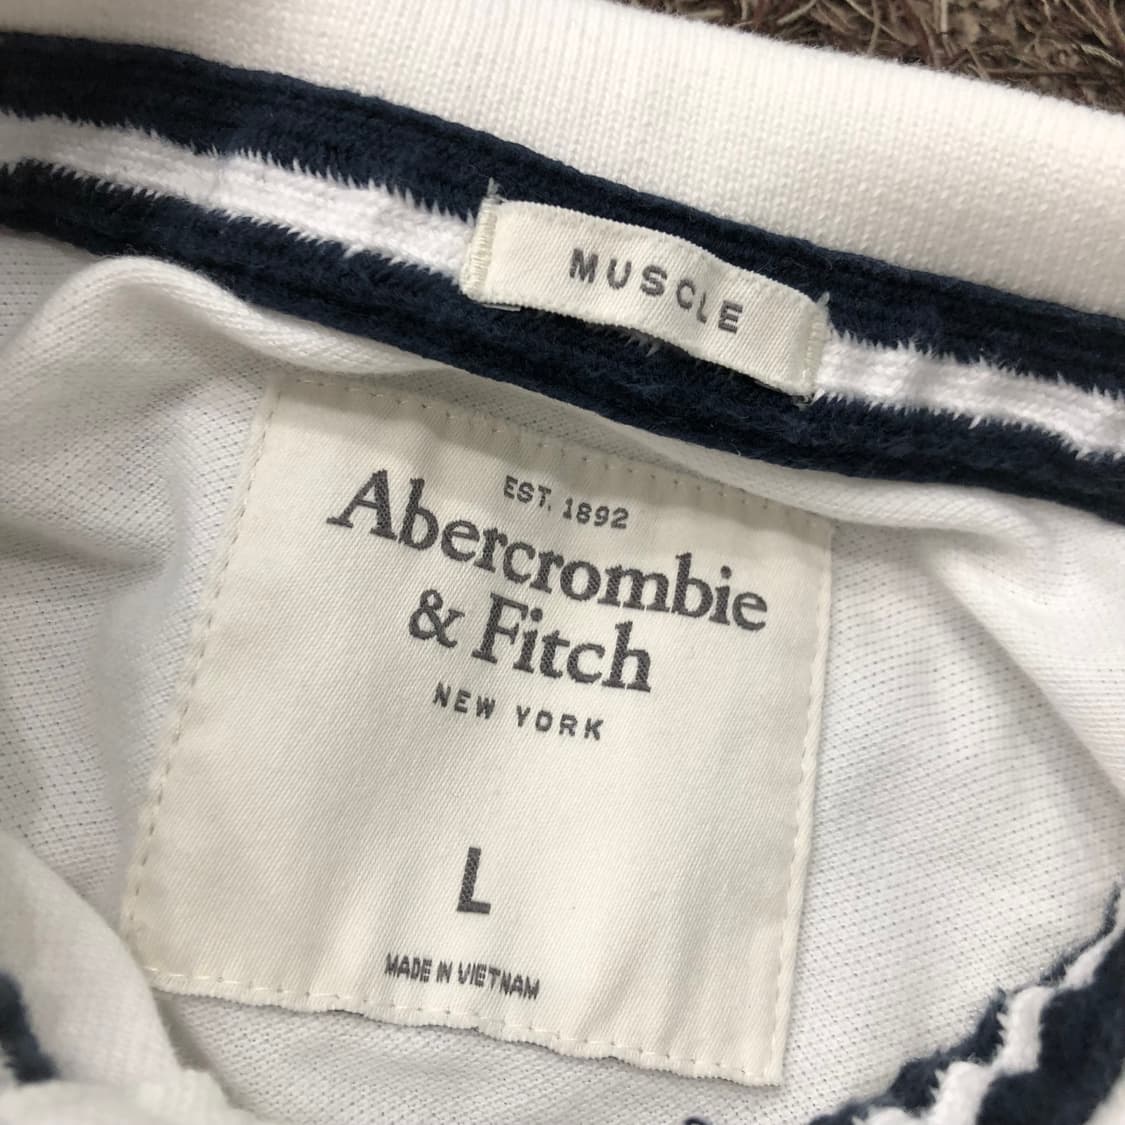 MUSCLE
EST. 1892
Abercrombie
& Fitch
NEW YORK
L
MADE IN VIETNAM